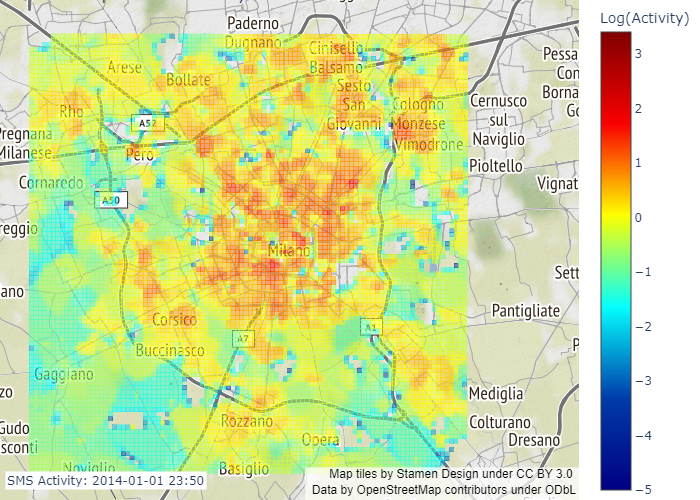 Paderno
Dugnano
Log(Activity)
Cinisello
Balsamo
Arese
Bollate
Sesto
San
Giovanni
Rho
A52
Cologno
Monzese
Vimodrone
Cernusco
sul
Naviglio
Pessa
Con
Borna
Go
Pregnana
Milanese
Pero
Pioltello
Cornaredo
A50
Vignat
reggio
Milano
Sett
ano
Pantigliate
Corsico
A1
A7
Buccinasco
P
Gaggiano
Mediglia
zo
Rozzano
Colturano
Gudo
sconti
Opera
Dresano
Noviglio
Basiglio
SMS Activity: 2014-01-01 23:50
Map tiles by Stamen Design under CC BY 3.0
Data by OpenStreetMap contributors under ODbL
3
2
1
0
−1
−2
−3
−4
−5